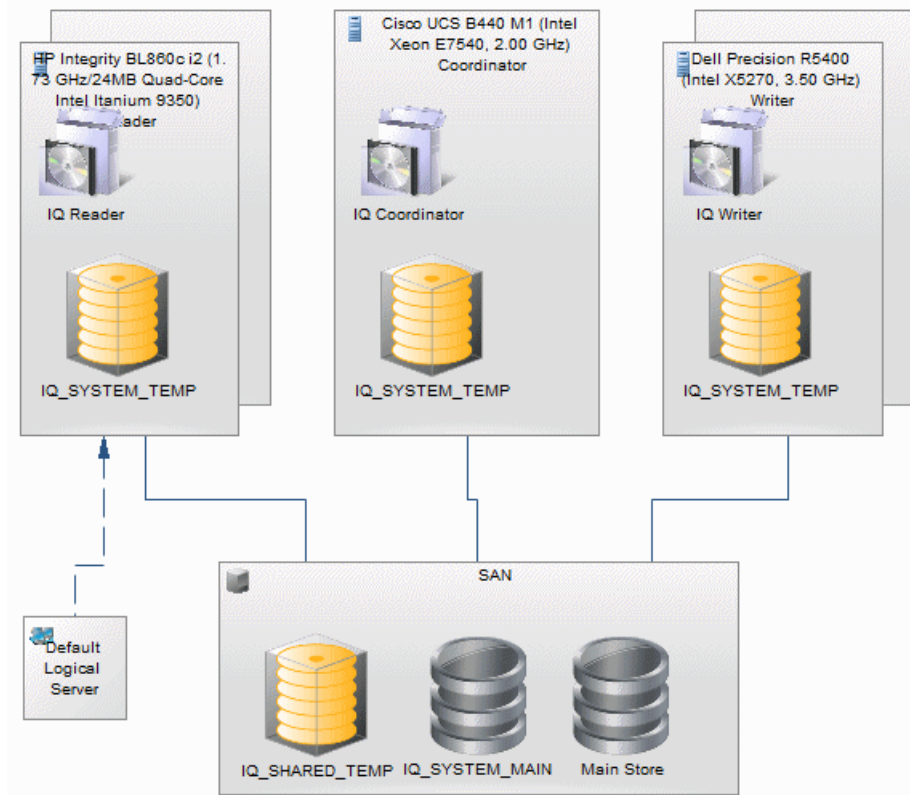 HP Integrity BL860c i2 (1.
73 GHz/24MB Quad-Core
Intel Itanium 9350)
IQ Reader
IQ_SYSTEM_TEMP
Cisco UCS B440 M1 (Intel
Xeon E7540, 2.00 GHz)
Coordinator
IQ Coordinator
IQ_SYSTEM_TEMP
Dell Precision R5400
(Intel X5270, 3.50 GHz)
Writer
IQ Writer
IQ_SYSTEM_TEMP
Default
Logical
Server
SAN
IQ_SHARED_TEMP
IQ_SYSTEM_MAIN
Main Store